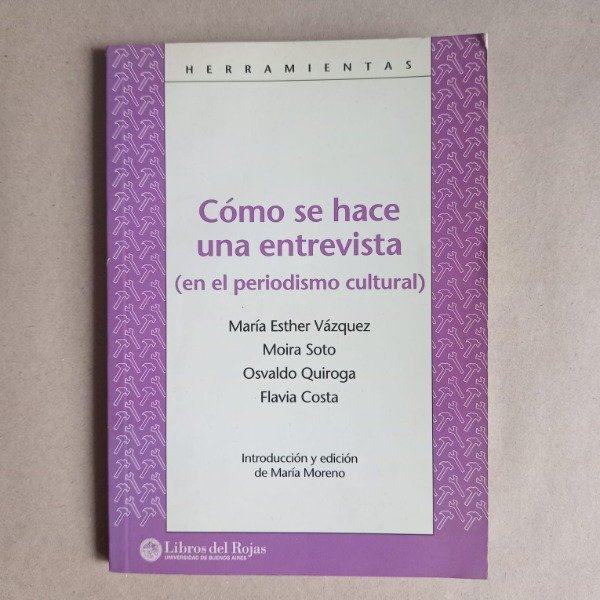 HERRAMIENTAS
Cómo se hace
una entrevista
(en el periodismo cultural)
María Esther Vázquez
Moira Soto
Osvaldo Quiroga
Flavia Costa
Introducción y edición
de María Moreno
Libros del Rojas
UNIVERSIDAD DE BUENOS AIRES